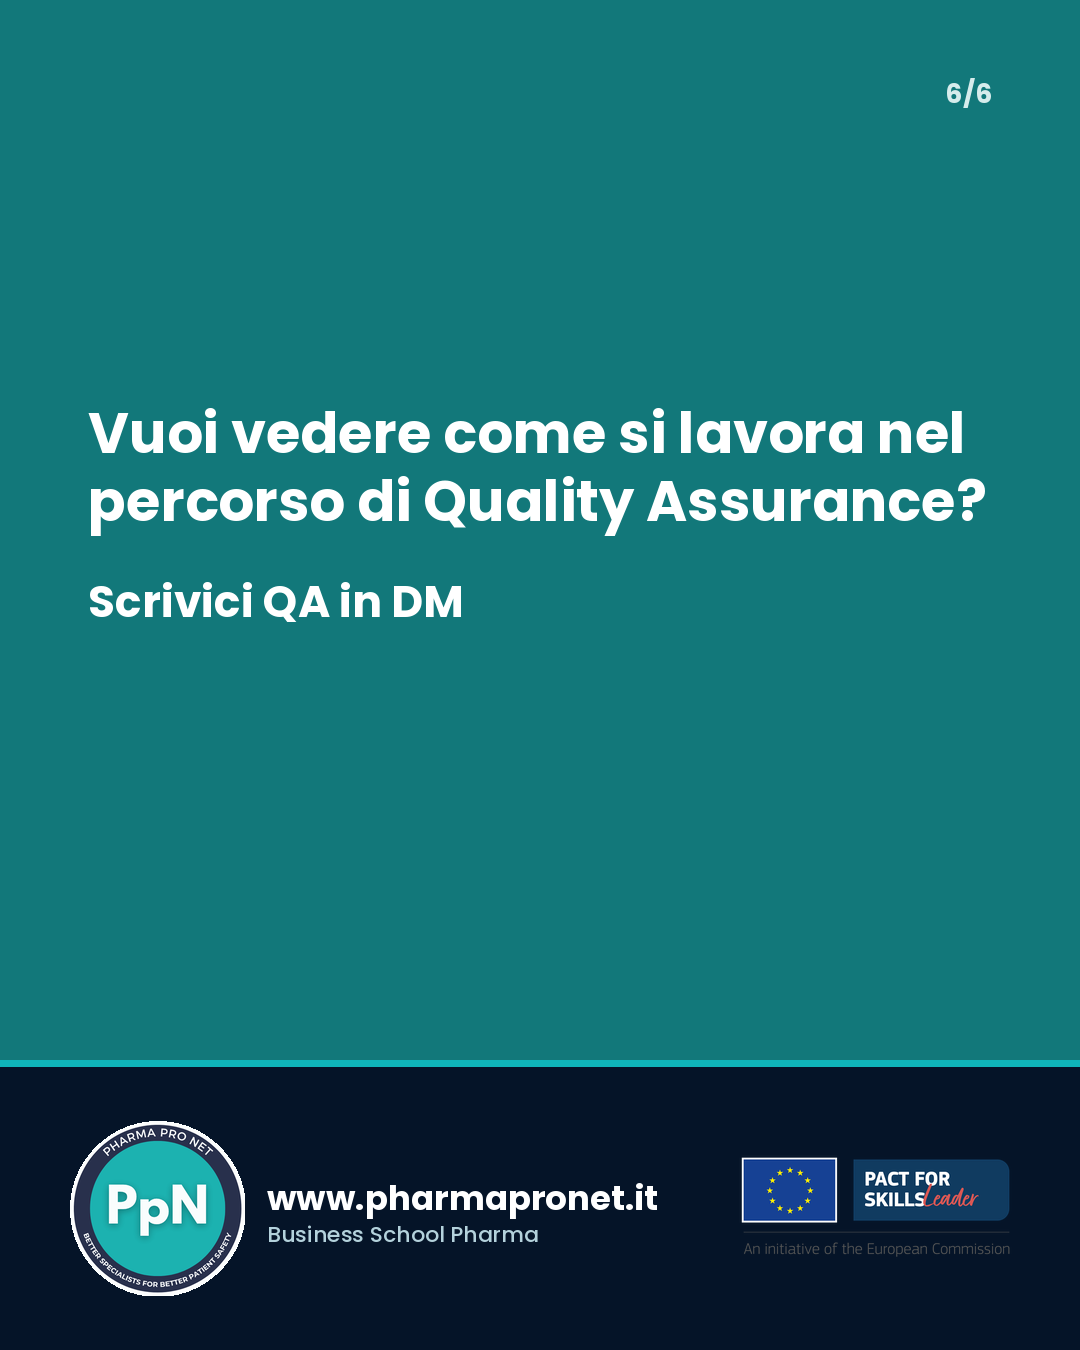 6/6
Vuoi vedere come si lavora nel
percorso di Quality Assurance?
Scrivici QA in DM
PHARMA PRO NET
PpN
BETTER SPECIALISTS FOR BETTER PATIENT SAFETY
www.pharmapronet.it
Business School Pharma
PACT FOR
SKILLS Leader
An initiative of the European Commission